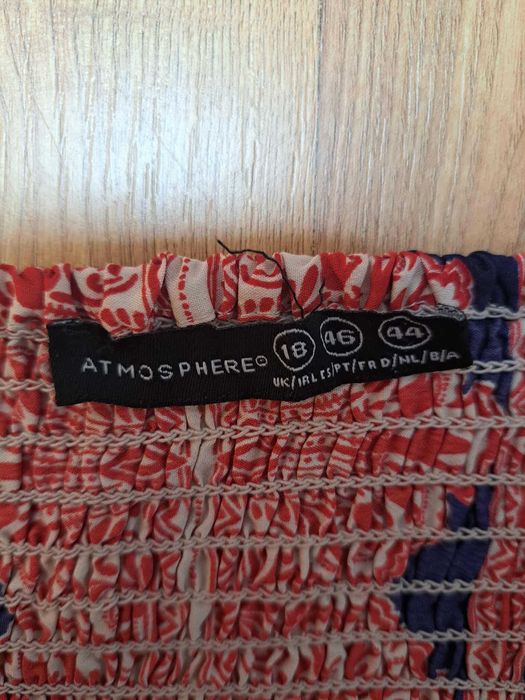 ATMOSPHERE© 18 46 44
UK/IRL ES/PT/FR D/NL/B/A